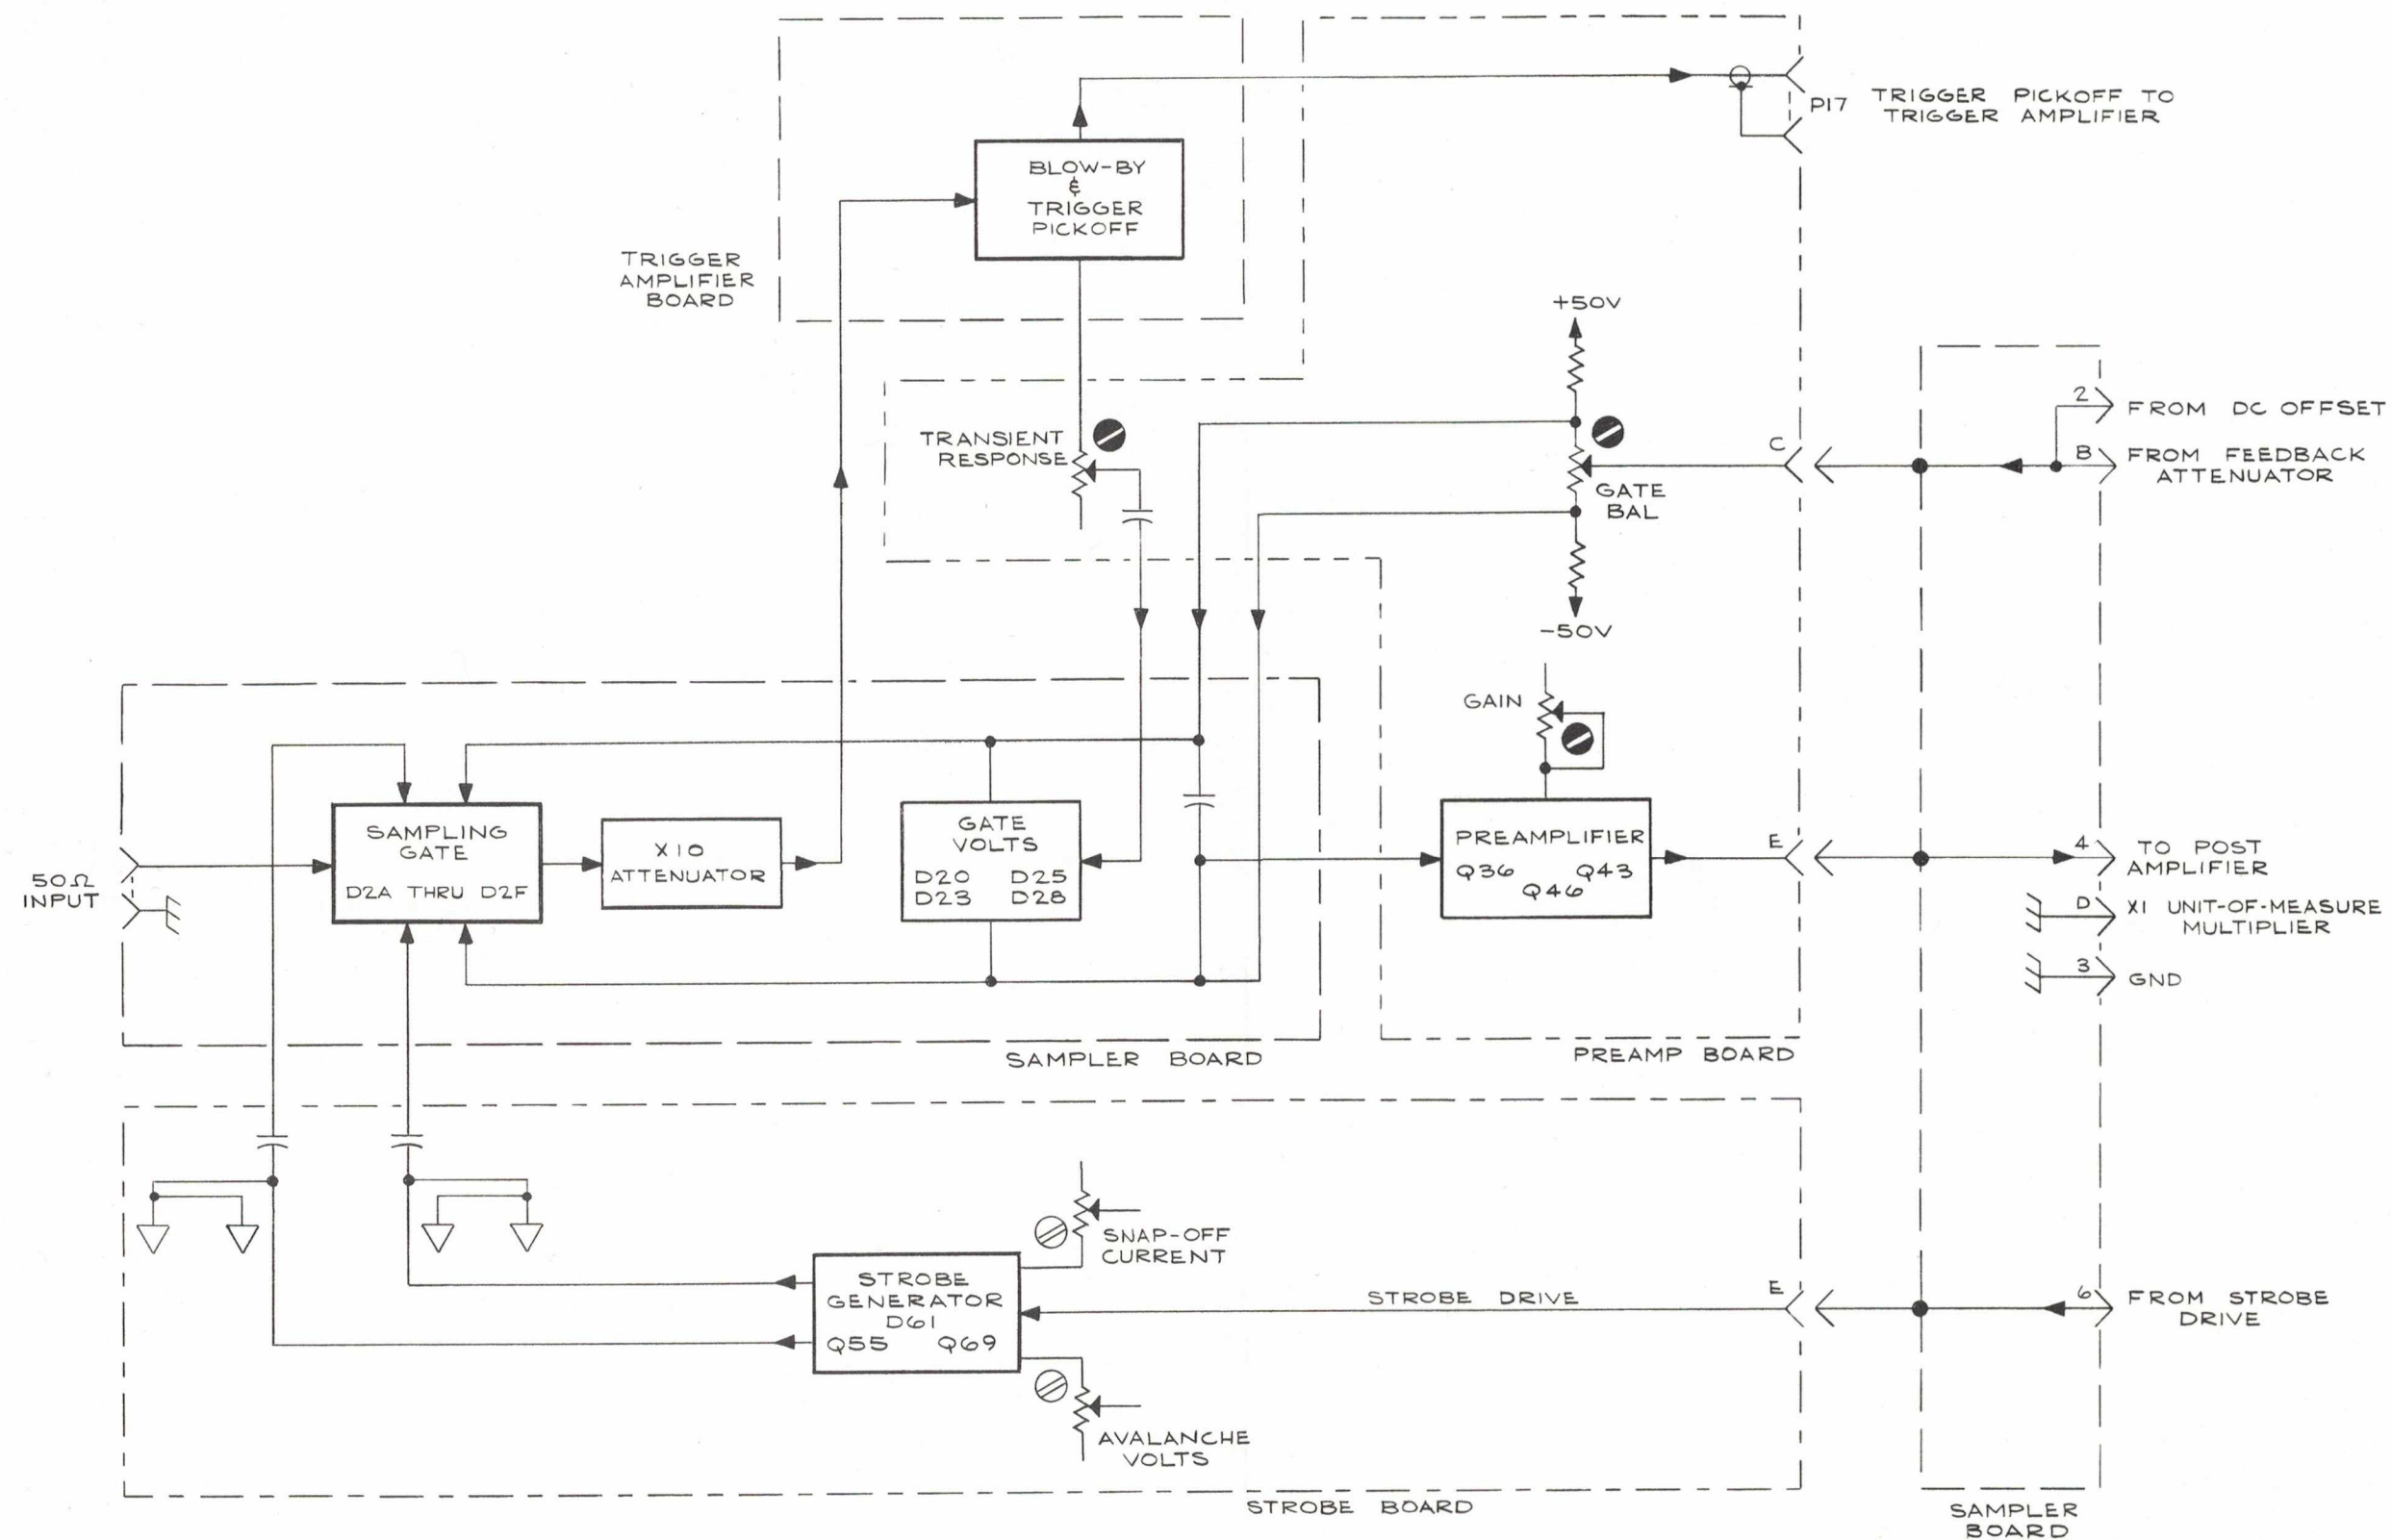 BLOW-BY
&
TRIGGER
PICKOFF
P17
TRIGGER PICKOFF TO
TRIGGER AMPLIFIER
TRIGGER
AMPLIFIER
BOARD
+50V
TRANSIENT
RESPONSE
C
GATE
BAL
2
FROM DC OFFSET
B
FROM FEEDBACK
ATTENUATOR
-50V
GAIN
50Ω
INPUT
SAMPLING
GATE
D2A THRU D2F
X10
ATTENUATOR
GATE
VOLTS
D20 D25
D23 D28
PREAMPLIFIER
Q36 Q43
Q46
E
4
TO POST
AMPLIFIER
D
X1 UNIT-OF-MEASURE
MULTIPLIER
3
GND
SAMPLER BOARD
PREAMP BOARD
SNAP-OFF
CURRENT
STROBE
GENERATOR
D61
Q55 Q69
STROBE DRIVE
E
6
FROM STROBE
DRIVE
AVALANCHE
VOLTS
STROBE BOARD
SAMPLER
BOARD